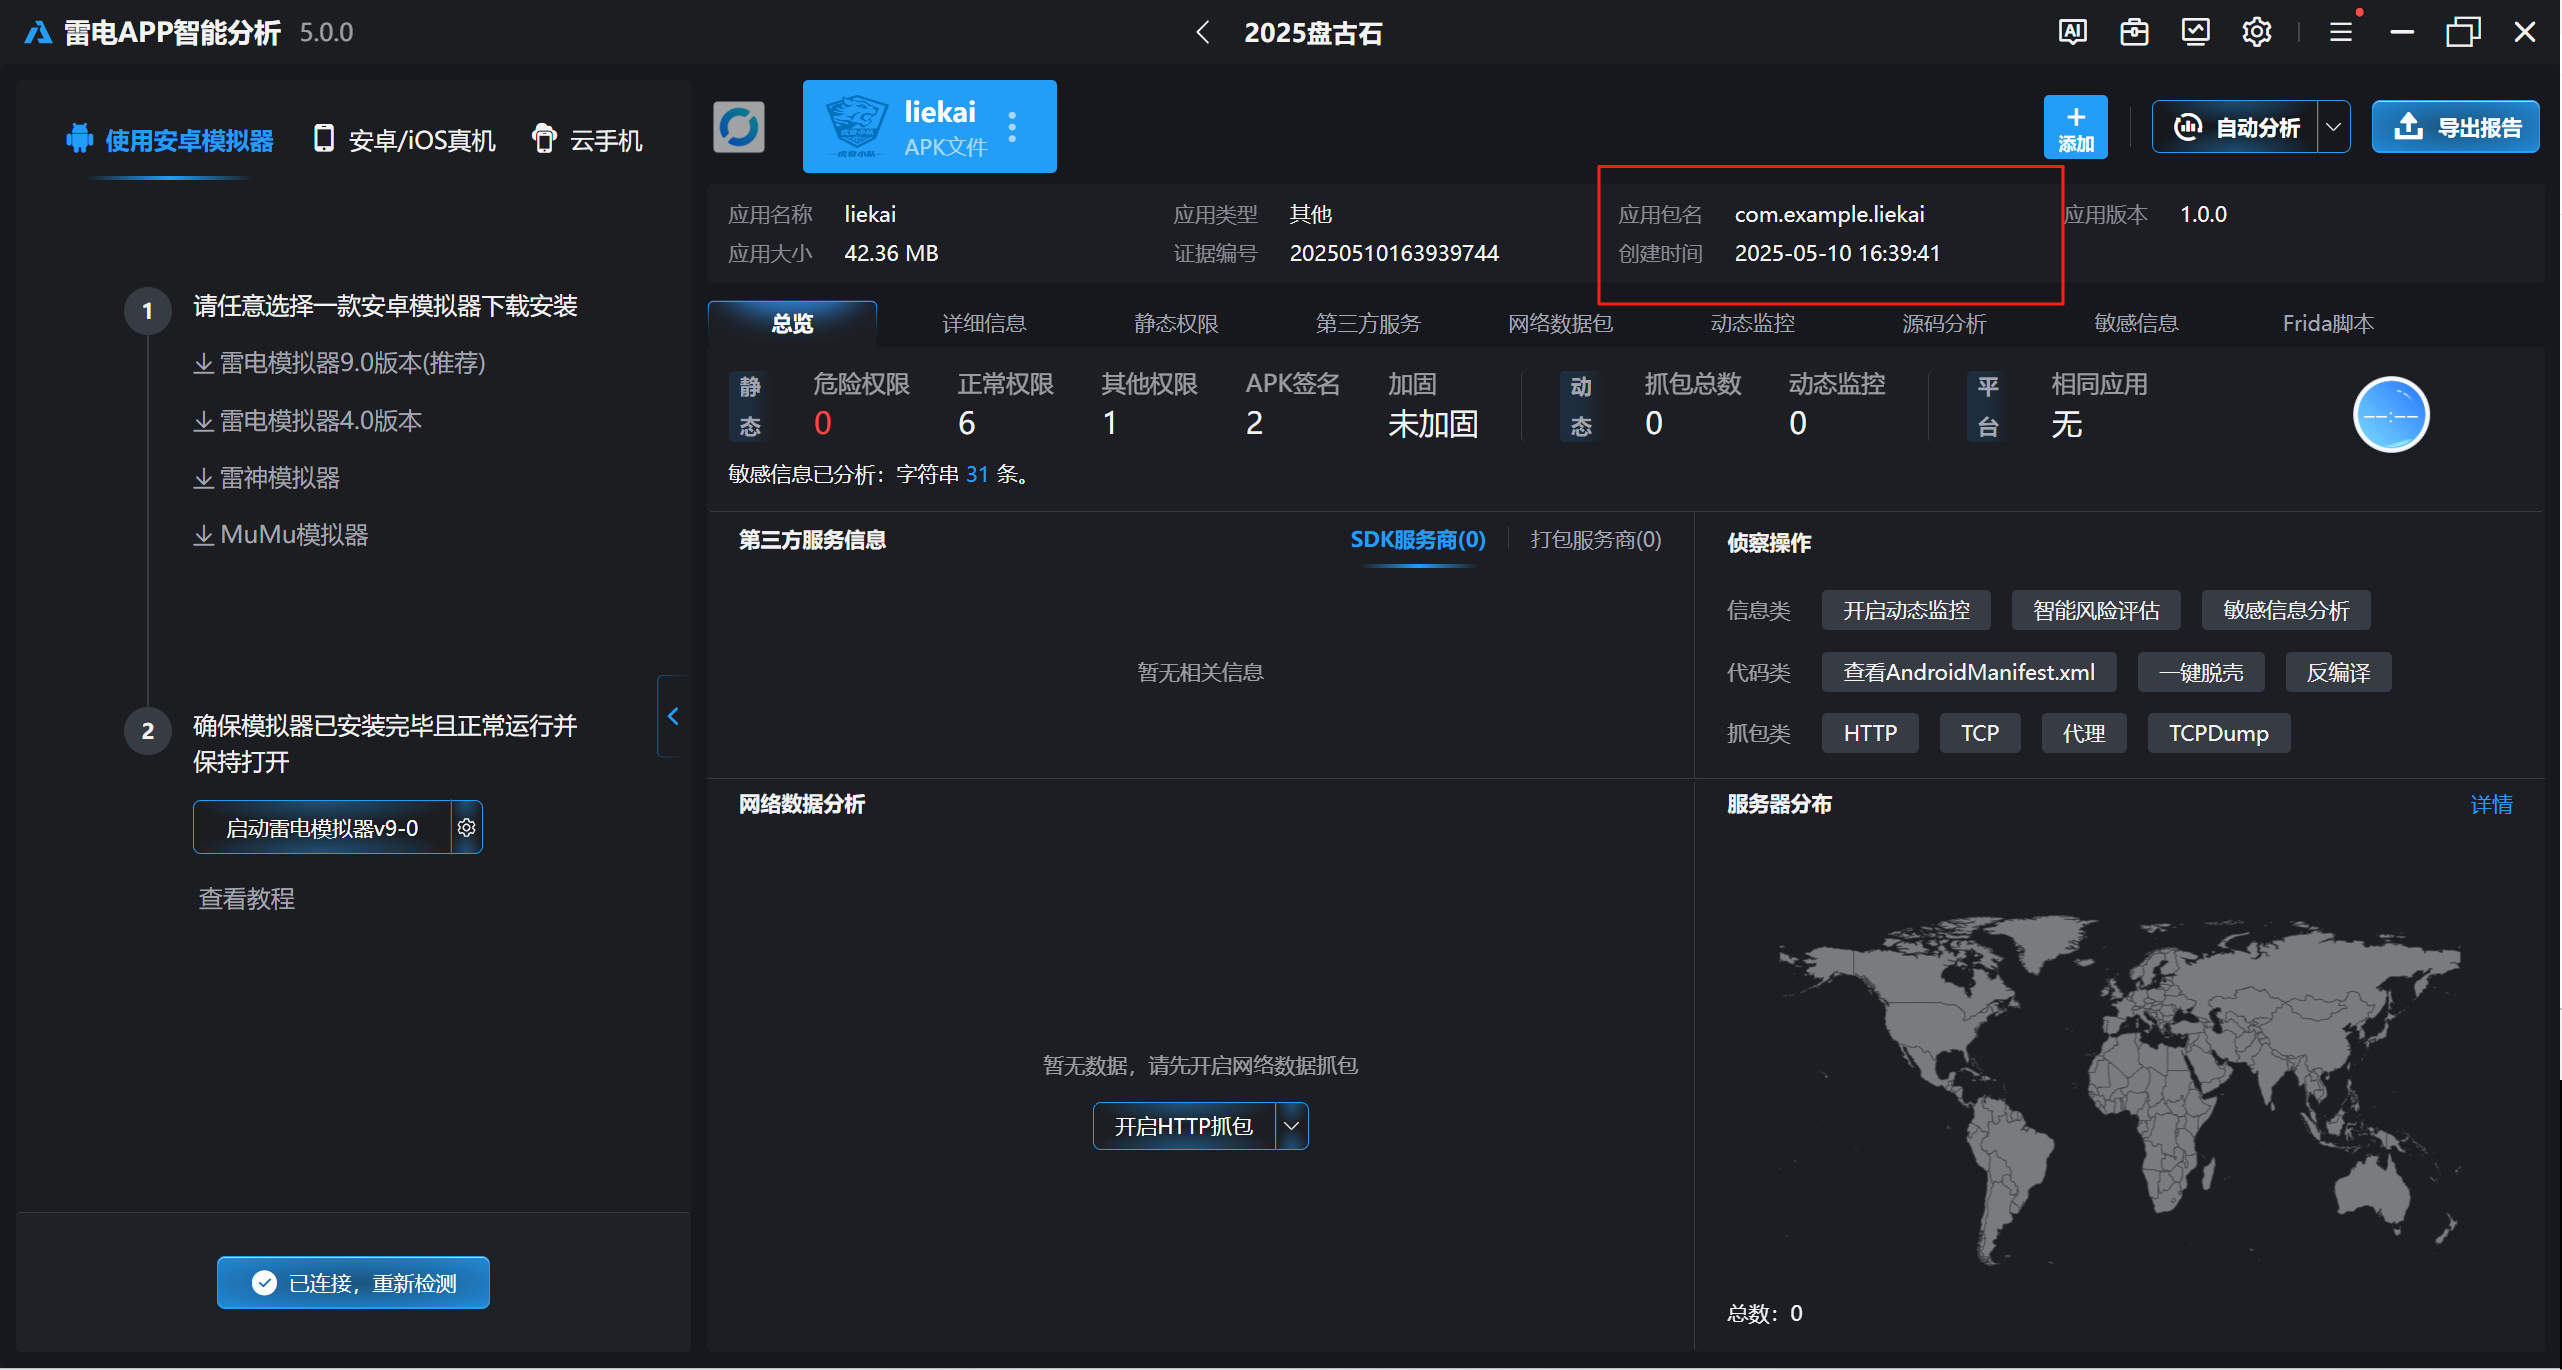 雷电APP智能分析 5.0.0
2025盘古石
AI
使用安卓模拟器
安卓/iOS真机
云手机
1
请任意选择一款安卓模拟器下载安装
雷电模拟器9.0版本(推荐)
雷电模拟器4.0版本
雷神模拟器
MuMu模拟器
2
确保模拟器已安装完毕且正常运行并
保持打开
启动雷电模拟器v9-0
查看教程
已连接，重新检测
虎鲨小队
liekai
APK文件
添加
自动分析
导出报告
应用名称 liekai
应用类型 其他
应用包名 com.example.liekai
应用版本 1.0.0
应用大小 42.36 MB
证据编号 20250510163939744
创建时间 2025-05-10 16:39:41
总览
详细信息
静态权限
第三方服务
网络数据包
动态监控
源码分析
敏感信息
Frida脚本
静态
危险权限 正常权限 其他权限 APK签名 加固
0 6 1 2 未加固
动态
抓包总数 动态监控
0 0
平台
相同应用
无
--:--
敏感信息已分析：字符串 31 条。
第三方服务信息
SDK服务商(0)
打包服务商(0)
暂无相关信息
侦察操作
信息类 开启动态监控 智能风险评估 敏感信息分析
代码类 查看AndroidManifest.xml 一键脱壳 反编译
抓包类 HTTP TCP 代理 TCPDump
网络数据分析
暂无数据，请先开启网络数据抓包
开启HTTP抓包
服务器分布
详情
总数：0